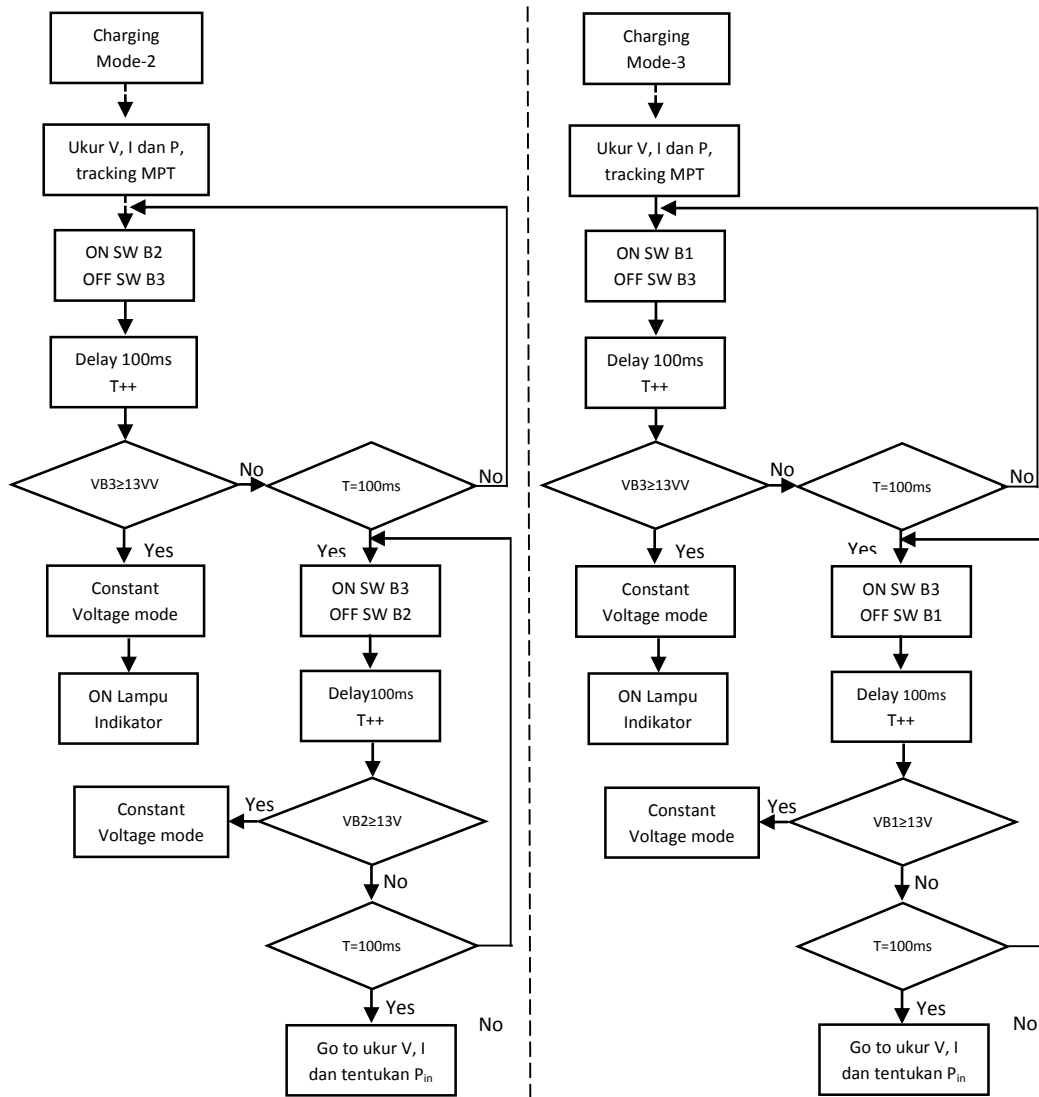 Charging
Mode-2
Ukur V, I dan P,
tracking MPT
ON SW B2
OFF SW B3
Delay 100ms
T++
VB3≥13VV
No
T=100ms
No
Yes
Constant
Voltage mode
ON Lampu
Indikator
Yes
ON SW B3
OFF SW B2
Delay100ms
T++
VB2≥13V
Yes
Constant
Voltage mode
No
T=100ms
Yes
No
Go to ukur V, I
dan tentukan Pin
Charging
Mode-3
Ukur V, I dan P,
tracking MPT
ON SW B1
OFF SW B3
Delay 100ms
T++
VB3≥13VV
No
T=100ms
No
Yes
Constant
Voltage mode
ON Lampu
Indikator
Yes
ON SW B3
OFF SW B1
Delay 100ms
T++
VB1≥13V
Yes
Constant
Voltage mode
No
T=100ms
Yes
No
Go to ukur V, I
dan tentukan Pin